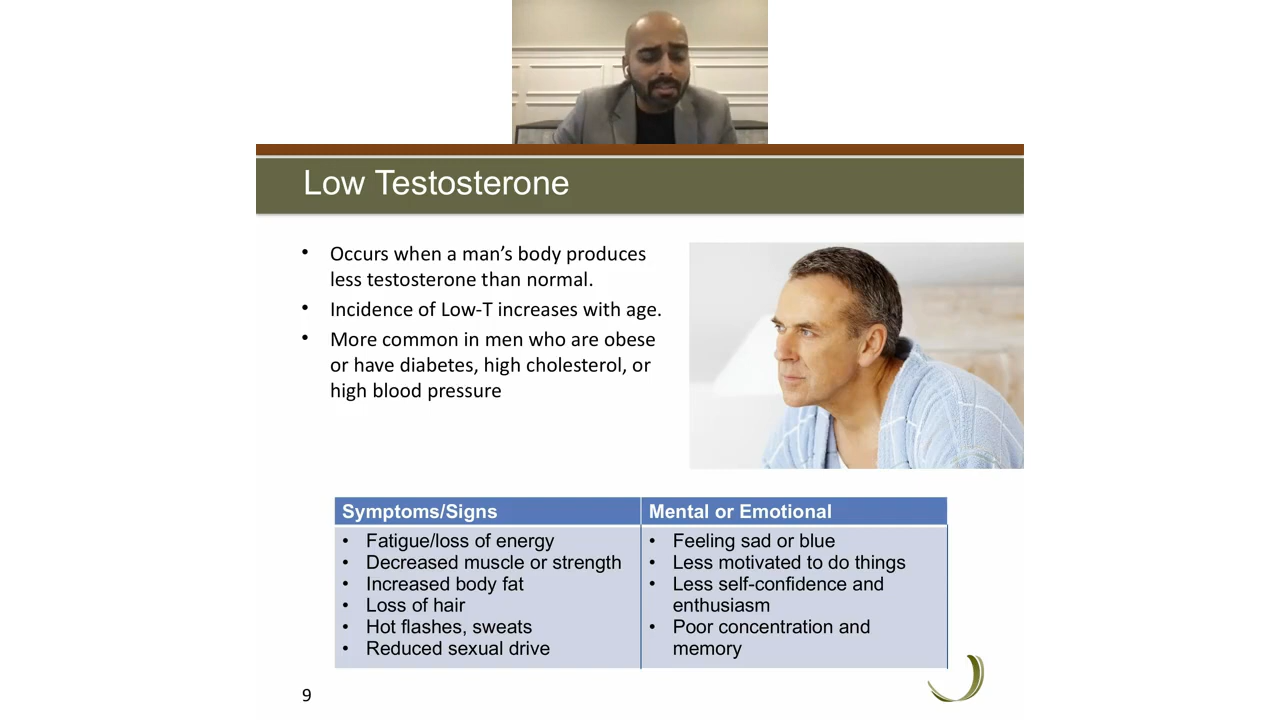 Low Testosterone
• Occurs when a man’s body produces
less testosterone than normal.
• Incidence of Low-T increases with age.
• More common in men who are obese
or have diabetes, high cholesterol, or
high blood pressure
Symptoms/Signs
• Fatigue/loss of energy
• Decreased muscle or strength
• Increased body fat
• Loss of hair
• Hot flashes, sweats
• Reduced sexual drive
Mental or Emotional
• Feeling sad or blue
• Less motivated to do things
• Less self-confidence and
enthusiasm
• Poor concentration and
memory
9